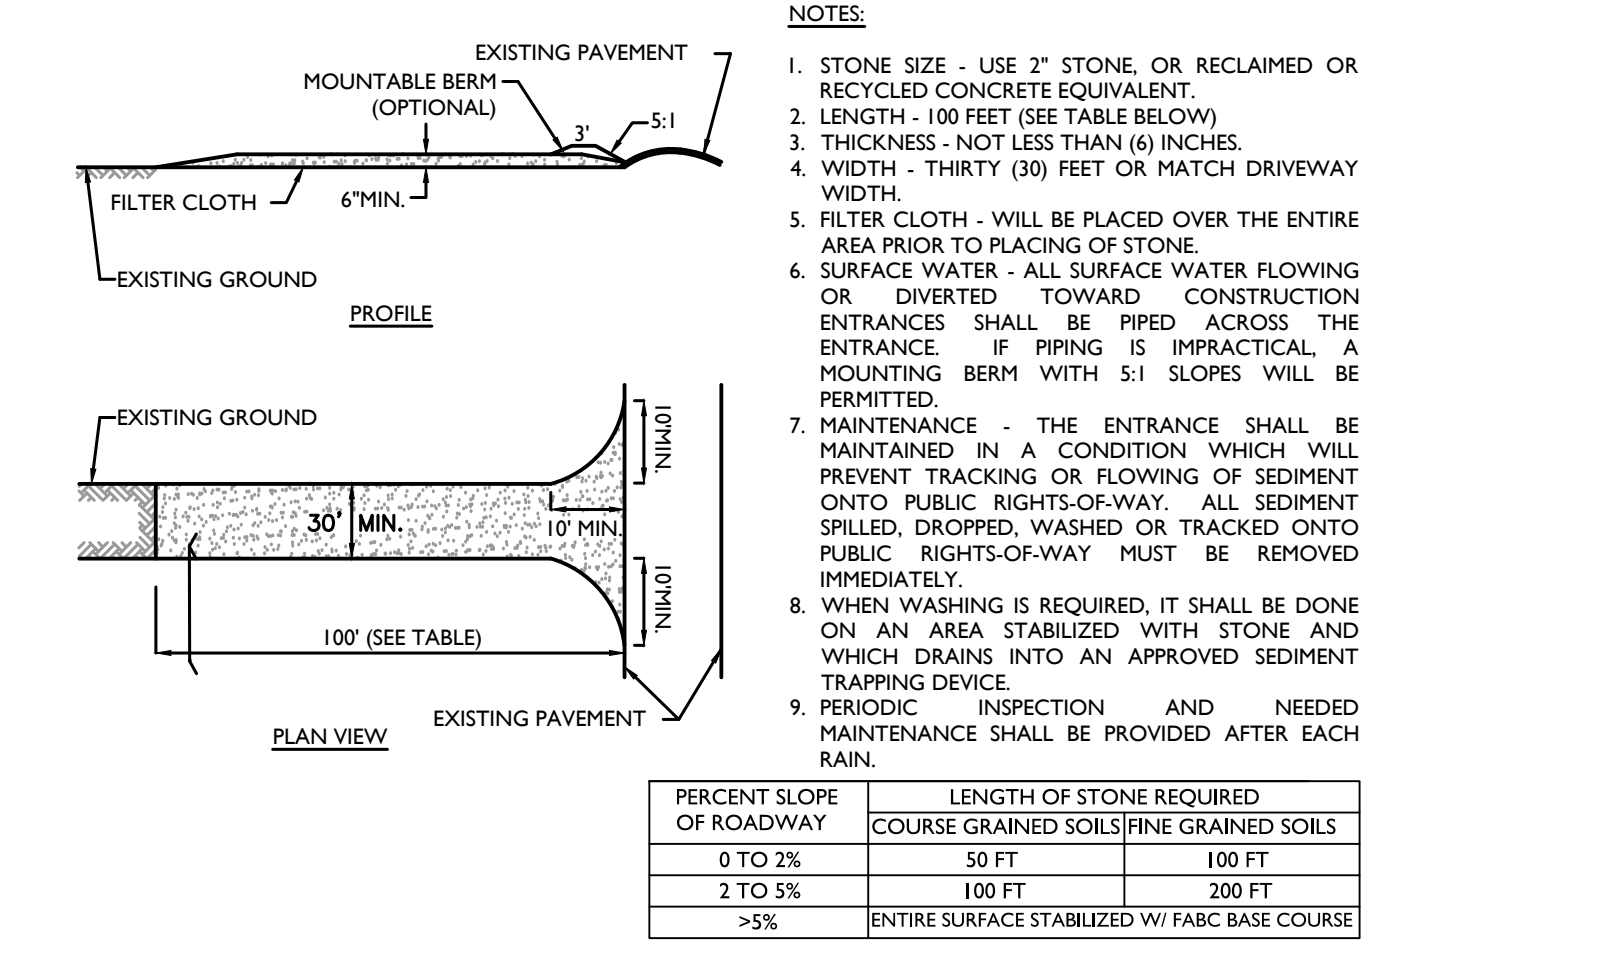 EXISTING PAVEMENT
MOUNTABLE BERM
(OPTIONAL)
3'
5:1
FILTER CLOTH
6"MIN.
EXISTING GROUND
PROFILE
EXISTING GROUND
10'MIN.
30' MIN.
10' MIN.
10'MIN.
100' (SEE TABLE)
EXISTING PAVEMENT
PLAN VIEW
NOTES:
1. STONE SIZE - USE 2" STONE, OR RECLAIMED OR
RECYCLED CONCRETE EQUIVALENT.
2. LENGTH - 100 FEET (SEE TABLE BELOW)
3. THICKNESS - NOT LESS THAN (6) INCHES.
4. WIDTH - THIRTY (30) FEET OR MATCH DRIVEWAY
WIDTH.
5. FILTER CLOTH - WILL BE PLACED OVER THE ENTIRE
AREA PRIOR TO PLACING OF STONE.
6. SURFACE WATER - ALL SURFACE WATER FLOWING
OR DIVERTED TOWARD CONSTRUCTION
ENTRANCES SHALL BE PIPED ACROSS THE
ENTRANCE. IF PIPING IS IMPRACTICAL, A
MOUNTING BERM WITH 5:1 SLOPES WILL BE
PERMITTED.
7. MAINTENANCE - THE ENTRANCE SHALL BE
MAINTAINED IN A CONDITION WHICH WILL
PREVENT TRACKING OR FLOWING OF SEDIMENT
ONTO PUBLIC RIGHTS-OF-WAY. ALL SEDIMENT
SPILLED, DROPPED, WASHED OR TRACKED ONTO
PUBLIC RIGHTS-OF-WAY MUST BE REMOVED
IMMEDIATELY.
8. WHEN WASHING IS REQUIRED, IT SHALL BE DONE
ON AN AREA STABILIZED WITH STONE AND
WHICH DRAINS INTO AN APPROVED SEDIMENT
TRAPPING DEVICE.
9. PERIODIC INSPECTION AND NEEDED
MAINTENANCE SHALL BE PROVIDED AFTER EACH
RAIN.
PERCENT SLOPE
OF ROADWAY
LENGTH OF STONE REQUIRED
COURSE GRAINED SOILS FINE GRAINED SOILS
0 TO 2% 50 FT 100 FT
2 TO 5% 100 FT 200 FT
>5% ENTIRE SURFACE STABILIZED W/ FABC BASE COURSE